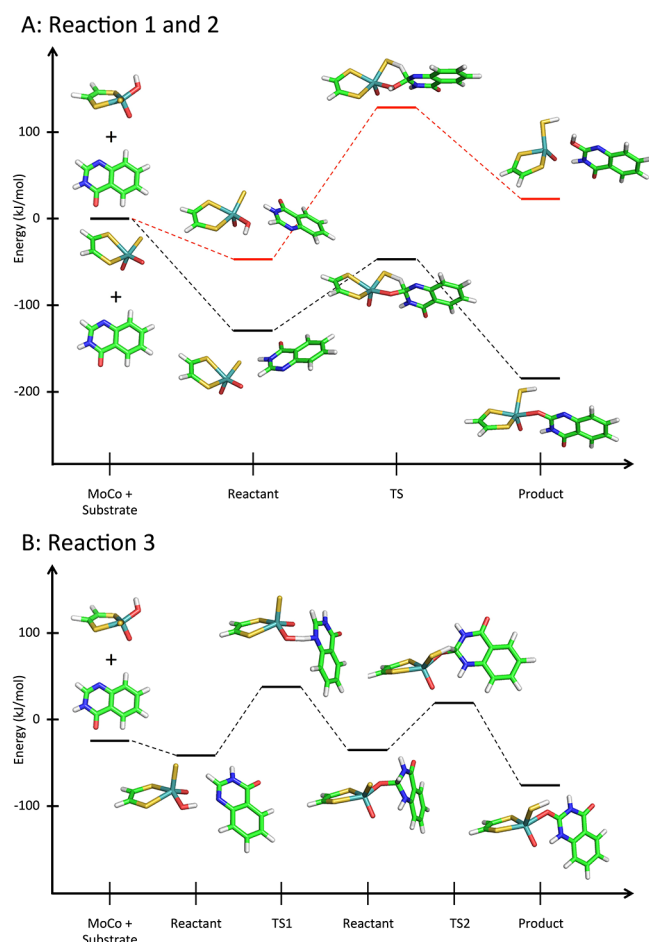 A: Reaction 1 and 2
Energy (kJ/mol)
100
0
-100
-200
+
+
MoCo +
Substrate
Reactant
TS
Product
B: Reaction 3
Energy (kJ/mol)
100
0
-100
+
MoCo +
Substrate
Reactant
TS1
Reactant
TS2
Product